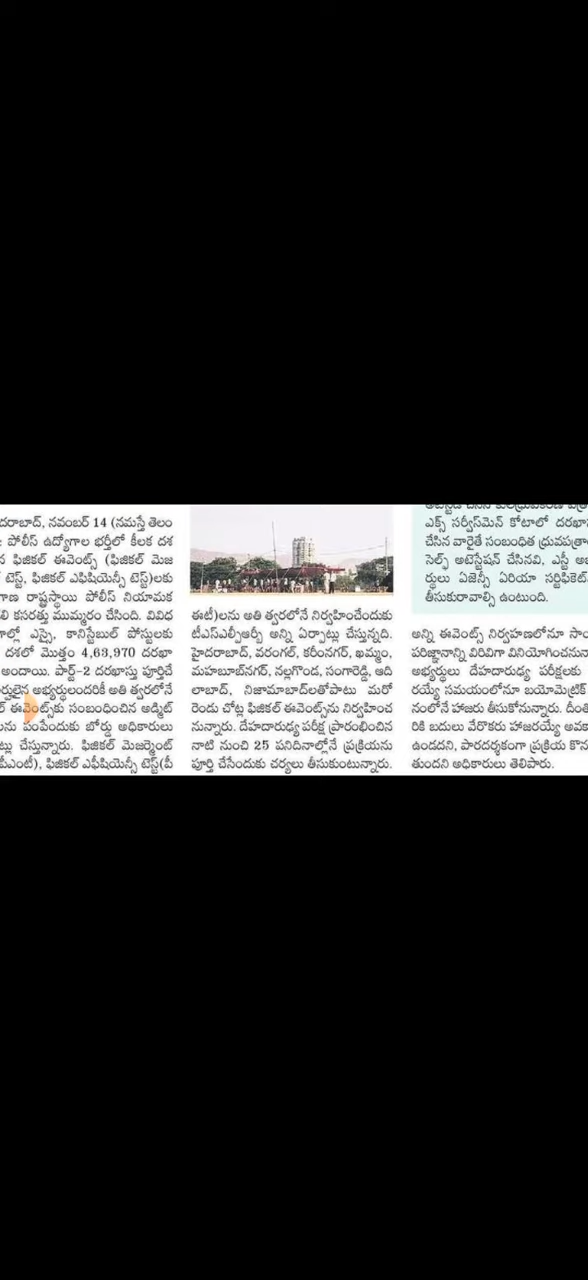 దరాబాద్, నవంబర్ 14 (నమస్తే తెలం
: పోలీస్ ఉద్యోగాల భర్తీలో కీలక దశ
న ఫిజికల్ ఈవెంట్స్ (ఫిజికల్ మెజ
టెస్ట్, ఫిజికల్ ఎఫిషియెన్సీ టెస్ట్)లకు
గాణ రాష్ట్రస్థాయి పోలీస్ నియామక
లి కసరత్తు ముమ్మరం చేసింది. వివిధ
గాల్లో ఎస్సై, కానిస్టేబుల్ పోస్టులకు
దశలో మొత్తం 4,63,970 దరఖా
అందాయి. పార్ట్-2 దరఖాస్తు పూర్తిచే
ర్హులైన అభ్యర్థులందరికీ అతి త్వరలోనే
ల్ ఈవెంట్స్‌కు సంబంధించిన అడ్మిట్
లను పంపేందుకు బోర్డు అధికారులు
ట్లు చేస్తున్నారు. ఫిజికల్ మెజర్మెంట్
పీఎంటీ), ఫిజికల్ ఎఫీషియెన్సీ టెస్ట్(పీ
ఈటీ)లను అతి త్వరలోనే నిర్వహించేందుకు
టీఎస్ఎల్పీఆర్బీ అన్ని ఏర్పాట్లు చేస్తున్నది.
హైదరాబాద్, వరంగల్, కరీంనగర్, ఖమ్మం,
మహబూబ్‌నగర్, నల్లగొండ, సంగారెడ్డి, ఆది
లాబాద్, నిజామాబాద్‌లతోపాటు మరో
రెండు చోట్ల ఫిజికల్ ఈవెంట్స్‌ను నిర్వహించ
నున్నారు. దేహదారుఢ్య పరీక్ష ప్రారంభించిన
నాటి నుంచి 25 పనిదినాల్లోనే ప్రక్రియను
పూర్తి చేసేందుకు చర్యలు తీసుకుంటున్నారు.
ఎక్స్ సర్వీస్‌మెన్ కోటాలో దరఖా
చేసిన వారైతే సంబంధిత ధ్రువపత్రా
సెల్ఫ్ అటెస్టేషన్ చేసినవి, ఎస్టీ అభ
ర్థులు ఏజెన్సీ ఏరియా సర్టిఫికెట్
తీసుకురావాల్సి ఉంటుంది.
అన్ని ఈవెంట్స్ నిర్వహణలోనూ సాం
పరిజ్ఞానాన్ని విరివిగా వినియోగించనున
అభ్యర్థులు దేహదారుఢ్య పరీక్షలకు
రయ్యే సమయంలోనూ బయోమెట్రిక్
నంలోనే హాజరు తీసుకోనున్నారు. దీంత
రికి బదులు వేరొకరు హాజరయ్యే అవకా
ఉండదని, పారదర్శకంగా ప్రక్రియ కొన
తుందని అధికారులు తెలిపారు.